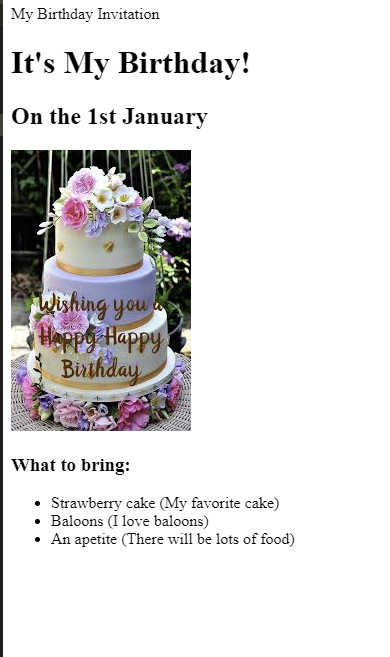 My Birthday Invitation
It's My Birthday!
On the 1st January
Wishing you a
Happy Happy
Birthday
What to bring:
Strawberry cake (My favorite cake)
Baloons (I love baloons)
An apetite (There will be lots of food)